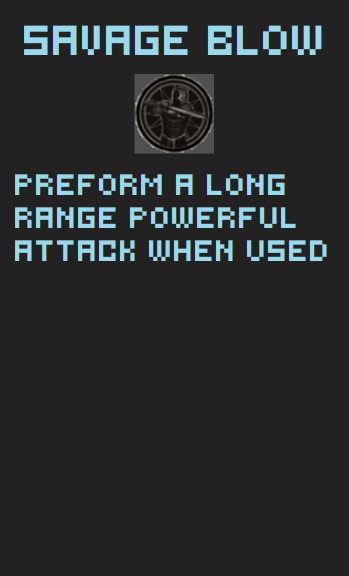 SAVAGE BLOW
PREFORM A LONG
RANGE POWERFUL
ATTACK WHEN USED